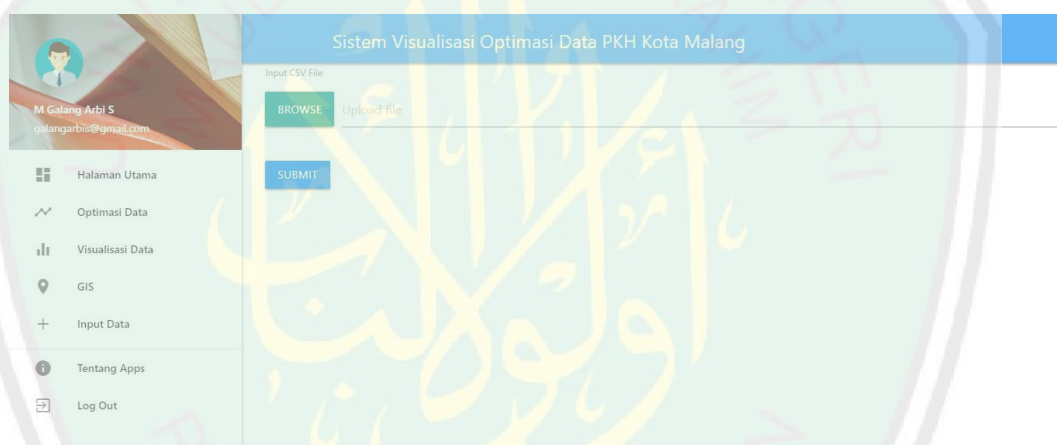 Sistem Visualisasi Optimasi Data PKH Kota Malang
M Galang Arbi S
galangarbis@gmail.com
Halaman Utama
Optimasi Data
Visualisasi Data
GIS
Input Data
Tentang Apps
Log Out
Input CSV File
BROWSE
Upload file
SUBMIT